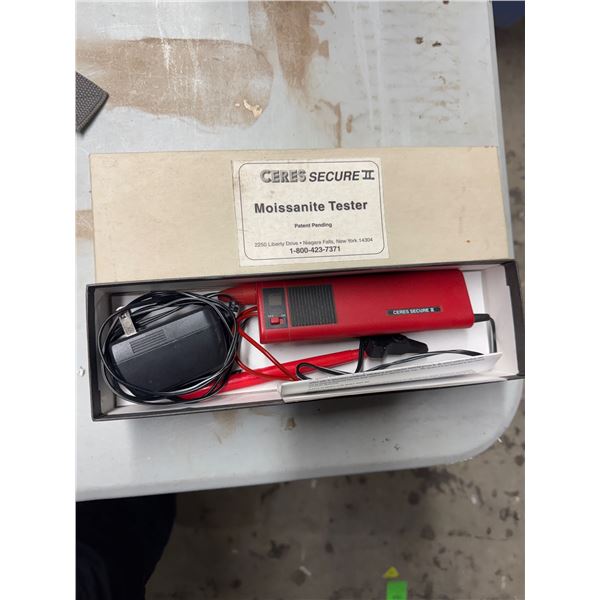 CERES SECURE II
Moissanite Tester
Patent Pending
2250 Liberty Drive • Niagara Falls, New York 14304
1-800-423-7371
CERES SECURE II